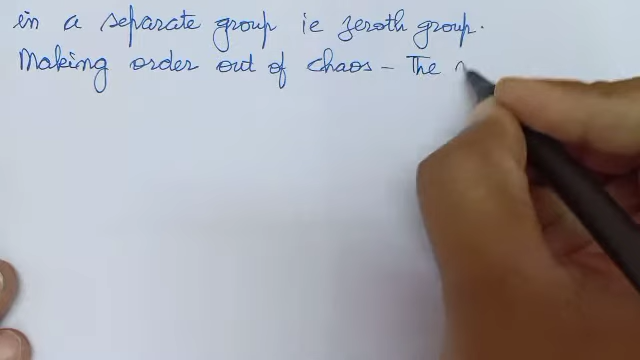 in a separate group ie zeroth group.
Making order out of chaos - The